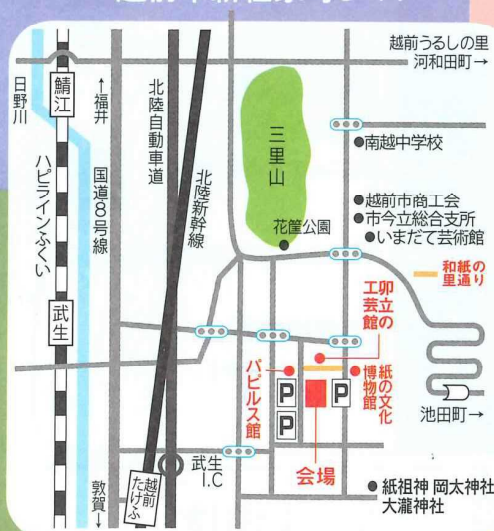 越前うるしの里
河和田町→
日野川
鯖江
↑福井
北陸自動車道
三里山
南越中学校
ハピラインふくい
国道8号線
北陸新幹線
花筐公園
越前市商工会
市今立総合支所
いまだて芸術館
和紙の
里通り
卯立の
工芸館
武生
パピルス館
紙の文化
博物館
P
P
P
池田町→
会場
武生
I.C
越前
たけふ
敦賀↓
紙祖神 岡太神社
大瀧神社